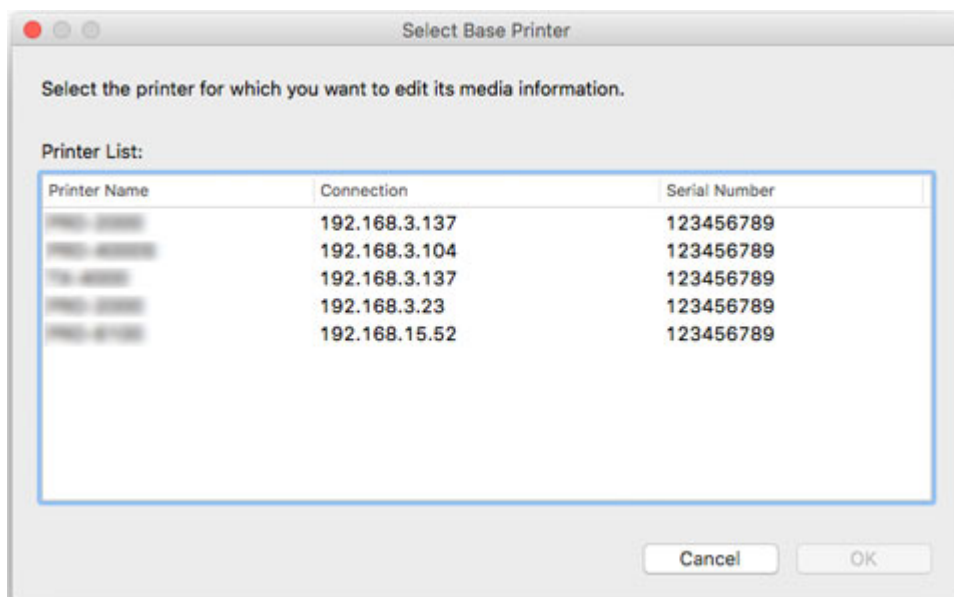 Select Base Printer
Select the printer for which you want to edit its media information.
Printer List:
Printer Name Connection Serial Number
192.168.3.137 123456789
192.168.3.104 123456789
192.168.3.137 123456789
192.168.3.23 123456789
192.168.15.52 123456789
Cancel OK